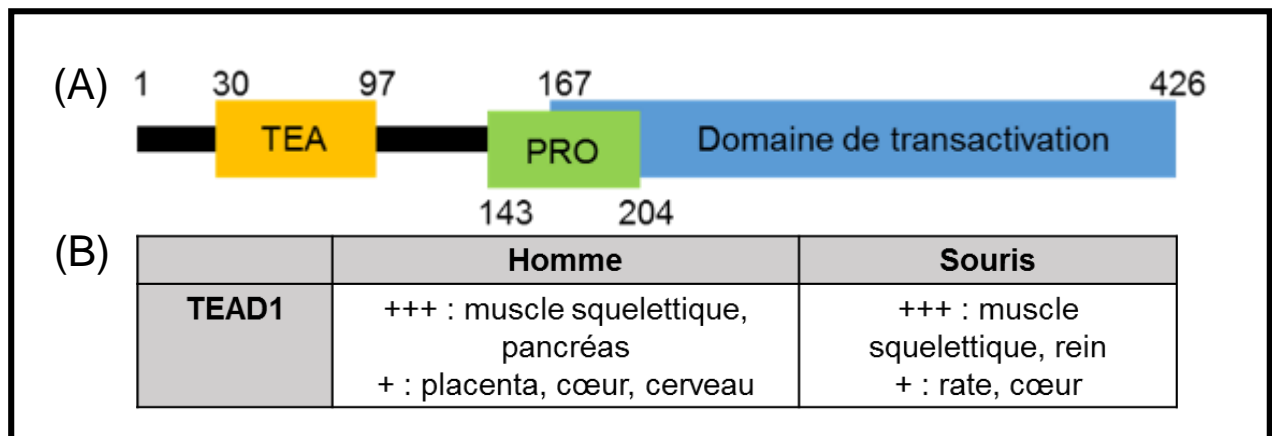 (A) 1 30 97 167 426
TEA PRO Domaine de transactivation
143 204
(B)
Homme Souris
TEAD1 +++ : muscle squelettique, +++ : muscle
pancréas squelettique, rein
+ : placenta, cœur, cerveau + : rate, cœur